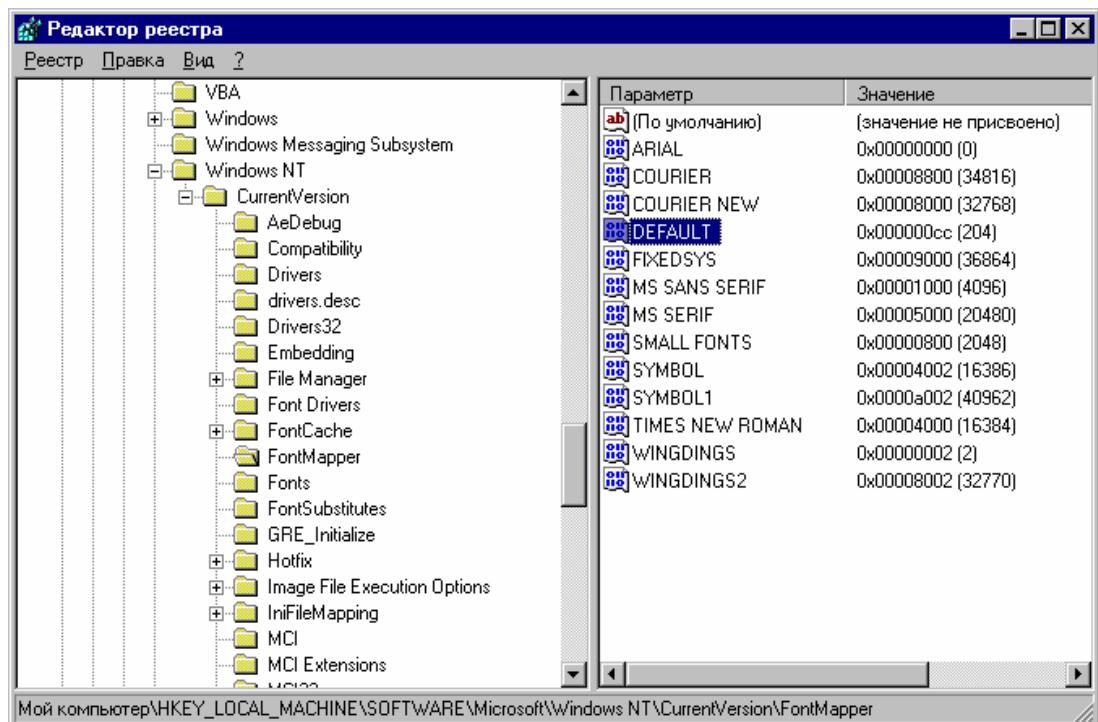 Редактор реестра
Реестр Правка Вид ?
VBA
Windows
Windows Messaging Subsystem
Windows NT
CurrentVersion
AeDebug
Compatibility
Drivers
drivers.desc
Drivers32
Embedding
File Manager
Font Drivers
FontCache
FontMapper
Fonts
FontSubstitutes
GRE_Initialize
Hotfix
Image File Execution Options
IniFileMapping
MCI
MCI Extensions
Параметр Значение
(По умолчанию) (значение не присвоено)
ARIAL 0x00000000 (0)
COURIER 0x00008800 (34816)
COURIER NEW 0x00008000 (32768)
DEFAULT 0x000000cc (204)
FIXEDSYS 0x00009000 (36864)
MS SANS SERIF 0x00001000 (4096)
MS SERIF 0x00005000 (20480)
SMALL FONTS 0x00000800 (2048)
SYMBOL 0x00004002 (16386)
SYMBOL1 0x0000a002 (40962)
TIMES NEW ROMAN 0x00004000 (16384)
WINGDINGS 0x00000002 (2)
WINGDINGS2 0x00008002 (32770)
Мой компьютер\HKEY_LOCAL_MACHINE\SOFTWARE\Microsoft\Windows NT\CurrentVersion\FontMapper